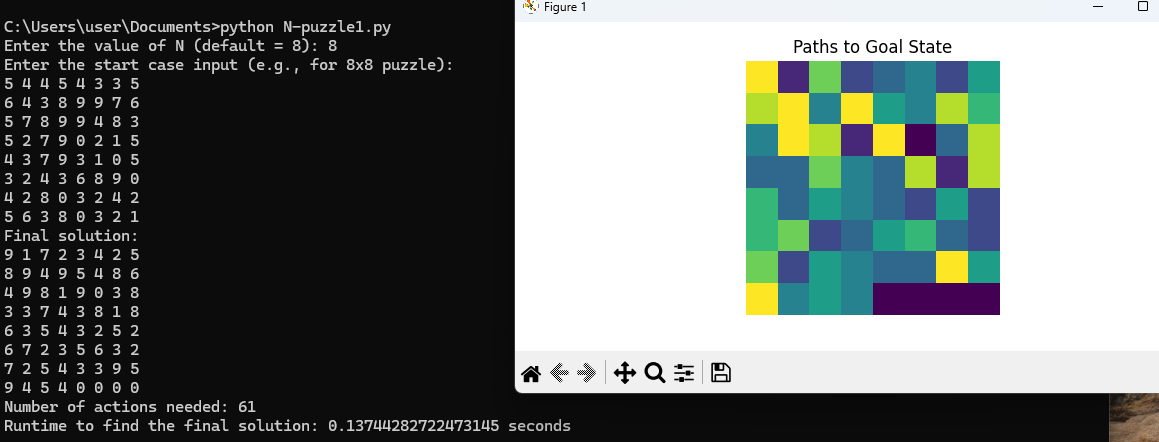 C:\Users\user\Documents>python N-puzzle1.py
Enter the value of N (default = 8): 8
Enter the start case input (e.g., for 8x8 puzzle):
5 4 4 5 4 3 3 5
6 4 3 8 9 9 7 6
5 7 8 9 9 4 8 3
5 2 7 9 0 2 1 5
4 3 7 9 3 1 0 5
3 2 4 3 6 8 9 0
4 2 8 0 3 2 4 2
5 6 3 8 0 3 2 1
Final solution:
9 1 7 2 3 4 2 5
8 9 4 9 5 4 8 6
4 9 8 1 9 0 3 8
3 3 7 4 3 8 1 8
6 3 5 4 3 2 5 2
6 7 2 3 5 6 3 2
7 2 5 4 3 3 9 5
9 4 5 4 0 0 0 0
Number of actions needed: 61
Runtime to find the final solution: 0.13744282722473145 seconds
Figure 1
Paths to Goal State